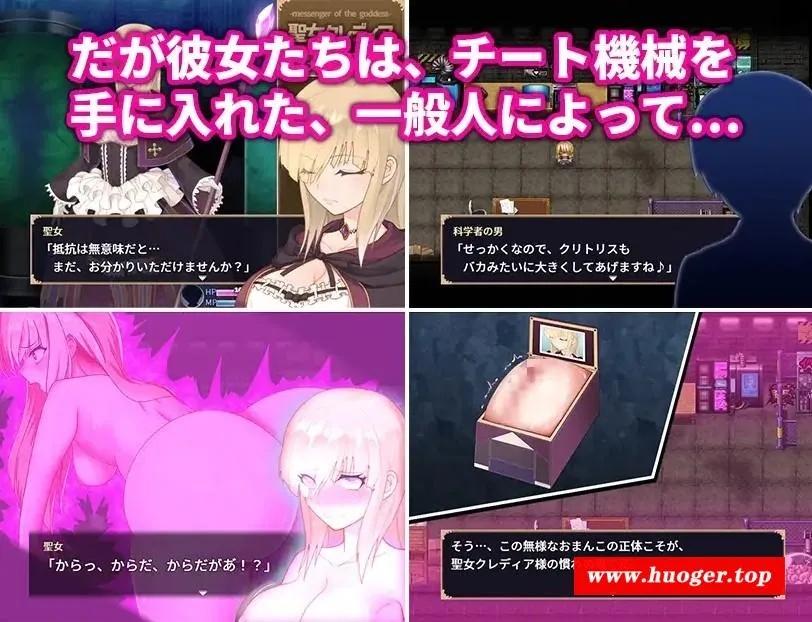 -messenger of the goddess-
だが彼女たちは、チート機械を
手に入れた、一般人によって…
聖女
「抵抗は無意味だと…
まだ、お分かりいただけませんか？」
HP
MP
科学者の男
「せっかくなので、クリトリスも
バカみたいに大きくしてあげますね♪」
聖女
「からっ、からだ、からだがあ！？」
そう…、この無様なおまんこの正体こそが、
聖女クレディア様の慣れ
www.huoger.top